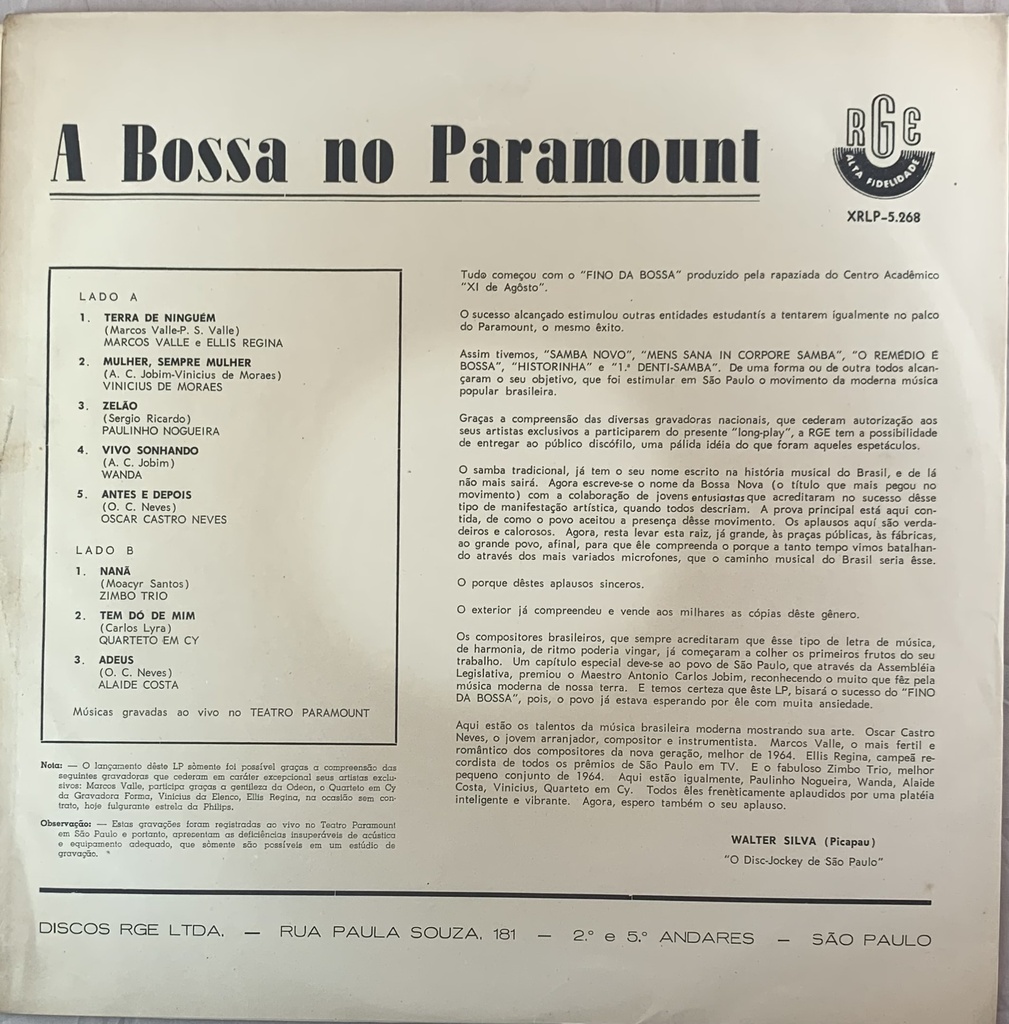 A Bossa no Paramount
RGE
ALTA FIDELIDADE
XRLP-5.268
LADO A
1. TERRA DE NINGUÉM
(Marcos Valle-P. S. Valle)
MARCOS VALLE e ELLIS REGINA
2. MULHER, SEMPRE MULHER
(A. C. Jobim-Vinicius de Moraes)
VINICIUS DE MORAES
3. ZELÃO
(Sergio Ricardo)
PAULINHO NOGUEIRA
4. VIVO SONHANDO
(A. C. Jobim)
WANDA
5. ANTES E DEPOIS
(O. C. Neves)
OSCAR CASTRO NEVES
LADO B
1. NANÃ
(Moacyr Santos)
ZIMBO TRIO
2. TEM DÓ DE MIM
(Carlos Lyra)
QUARTETO EM CY
3. ADEUS
(O. C. Neves)
ALAIDE COSTA
Músicas gravadas ao vivo no TEATRO PARAMOUNT
Nota: — O lançamento dêste LP sòmente foi possível graças a compreensão das
seguintes gravadoras que cederam em caráter excepcional seus artistas exclu-
sivos: Marcos Valle, participa graças a gentileza da Odeon, o Quarteto em Cy
da Gravadora Forma, Vinicius da Elenco, Ellis Regina, na ocasião sem con-
trato, hoje fulgurante estrela da Philips.
Observação: — Estas gravações foram registradas ao vivo no Teatro Paramount
em São Paulo e portanto, apresentam as deficiências insuperáveis de acústica
e equipamento adequado, que sòmente são possíveis em um estúdio de
gravação.
Tudo começou com o "FINO DA BOSSA" produzido pela rapaziada do Centro Acadêmico
"XI de Agôsto".
O sucesso alcançado estimulou outras entidades estudantís a tentarem igualmente no palco
do Paramount, o mesmo êxito.
Assim tivemos, "SAMBA NOVO", "MENS SANA IN CORPORE SAMBA", "O REMÉDIO É
BOSSA", "HISTORINHA" e "1.ª DENTI-SAMBA". De uma forma ou de outra todos alcan-
çaram o seu objetivo, que foi estimular em São Paulo o movimento da moderna música
popular brasileira.
Graças a compreensão das diversas gravadoras nacionais, que cederam autorização aos
seus artistas exclusivos a participarem do presente "long-play", a RGE tem a possibilidade
de entregar ao público discófilo, uma pálida idéia do que foram aqueles espetáculos.
O samba tradicional, já tem o seu nome escrito na história musical do Brasil, e de lá
não mais sairá. Agora escreve-se o nome da Bossa Nova (o título que mais pegou no
movimento) com a colaboração de jovens entusiastas que acreditaram no sucesso dêsse
tipo de manifestação artística, quando todos descriam. A prova principal está aqui con-
tida, de como o povo aceitou a presença dêsse movimento. Os aplausos aquí são verda-
deiros e calorosos. Agora, resta levar esta raiz, já grande, às praças públicas, às fábricas,
ao grande povo, afinal, para que êle compreenda o porque a tanto tempo vimos batalhan-
do através dos mais variados microfones, que o caminho musical do Brasil seria êsse.
O porque dêstes aplausos sinceros.
O exterior já compreendeu e vende aos milhares as cópias dêste gênero.
Os compositores brasileiros, que sempre acreditaram que êsse tipo de letra de música,
de harmonia, de ritmo poderia vingar, já começaram a colher os primeiros frutos do seu
trabalho. Um capítulo especial deve-se ao povo de São Paulo, que através da Assembléia
Legislativa, premiou o Maestro Antonio Carlos Jobim, reconhecendo o muito que fêz pela
música moderna de nossa terra. E temos certeza que êste LP, bisará o sucesso do "FINO
DA BOSSA", pois, o povo já estava esperando por êle com muita ansiedade.
Aqui estão os talentos da música brasileira moderna mostrando sua arte. Oscar Castro
Neves, o jovem arranjador, compositor e instrumentista. Marcos Valle, o mais fertil e
romântico dos compositores da nova geração, melhor de 1964. Ellis Regina, campeã re-
cordista de todos os prêmios de São Paulo em TV. E o fabuloso Zimbo Trio, melhor
pequeno conjunto de 1964. Aqui estão igualmente, Paulinho Nogueira, Wanda, Alaide
Costa, Vinicius, Quarteto em Cy. Todos êles frenèticamente aplaudidos por uma platéia
inteligente e vibrante. Agora, espero também o seu aplauso.
WALTER SILVA (Picapau)
"O Disc-Jockey de São Paulo"
DISCOS RGE LTDA. — RUA PAULA SOUZA, 181 — 2.º e 5.º ANDARES — SÃO PAULO